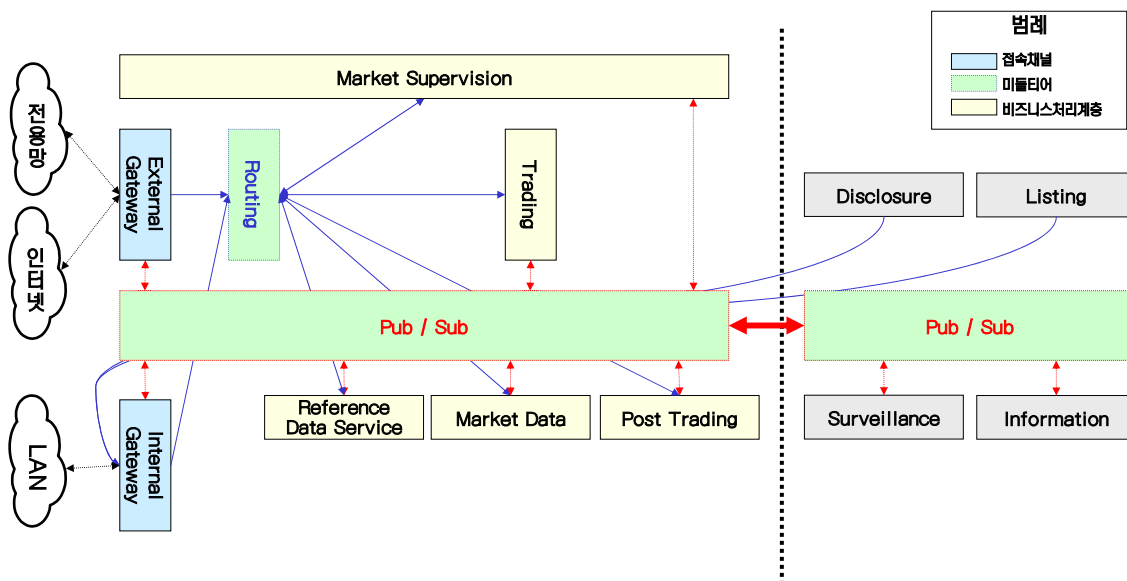 범례
접속채널
미들티어
비즈니스처리계층
Market Supervision
전용망
External
Gateway
Routing
Trading
Disclosure
Listing
인터넷
Pub / Sub
Pub / Sub
LAN
Internal
Gateway
Reference
Data Service
Market Data
Post Trading
Surveillance
Information